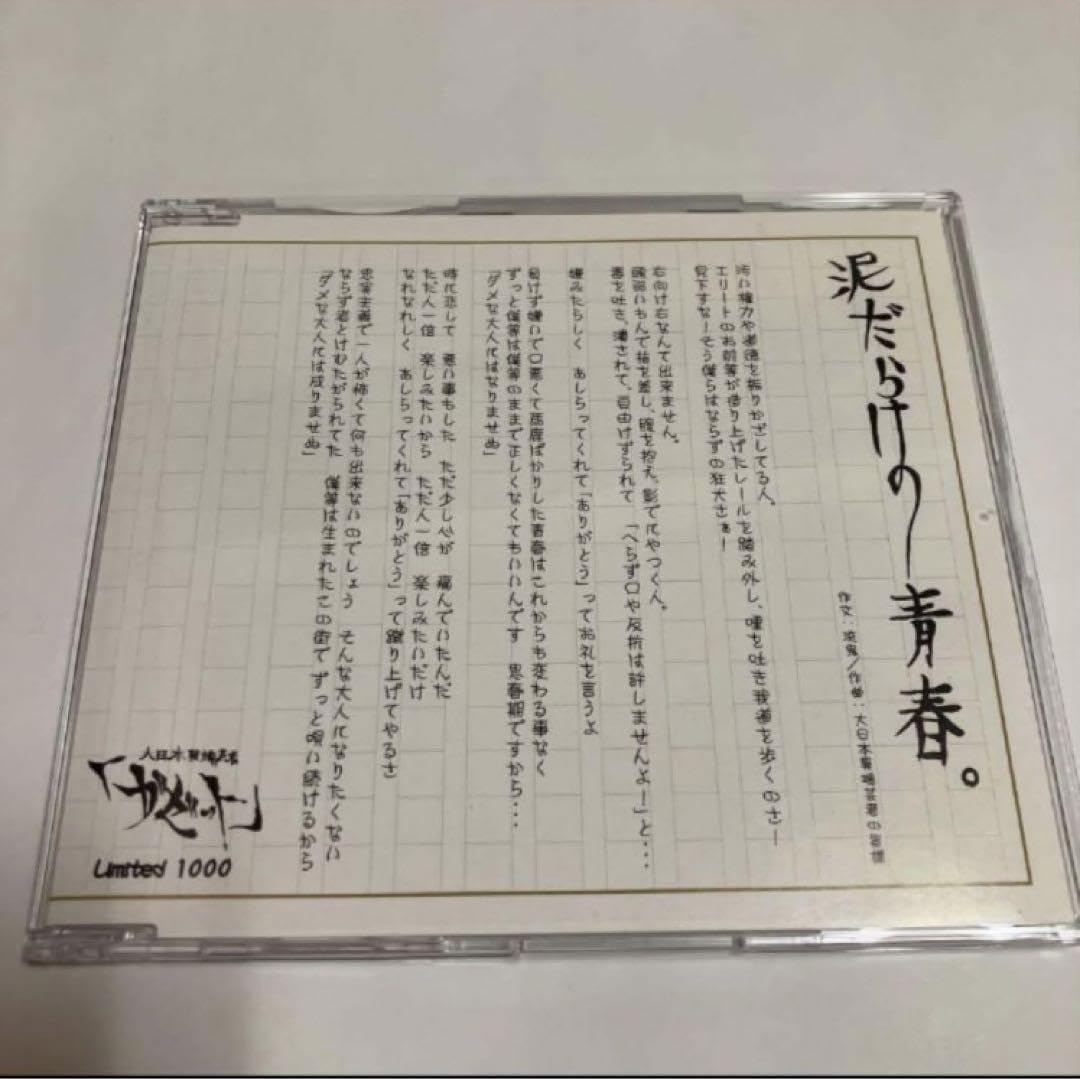 泥だらけの青春。
作文：流鬼／作曲：大日本異端芸者の皆様
汚い権力や道徳を振りかざしてる人。
エリートのお前等が造り上げたレールを踏み外し、唾を吐き我道を歩くのさ！
見下すな！そう僕らはならずの狂犬さぁ！
右向け右なんて出来ません。
腕弱いもんで指を差し、腹を抱え、影でにやつく人。
毒を吐き、潰されて、自由けずられて 「へらず口や反抗は許しませんよ！」と・・・
嫌みたらしく あしらってくれて「ありがとう」ってお礼を言うよ
負けず嫌いで口悪くて馬鹿ばかりした青春はこれからも変わる事なく
ずっと僕等は僕等のままで正しくなくてもいいんです 思春期ですから・・・
「ダメな大人にはなりませぬ」
時に恋して 悪い事もした ただ少し心が 痛んでいたんだ
ただ人一倍 楽しみたいから ただ人一倍 楽しみたいだけ
なれなれしく あしらってくれて「ありがとう」って蹴り上げてやるさ
忠実主義で一人が怖くて何も出来ないのでしょう そんな大人になりたくない
ならず者とけむたがられてた 僕等は生まれたこの街でずっと唄い続けるから
「ダメな大人には成りませぬ」
大日本異端芸者
「ガゼット」
Limited 1000